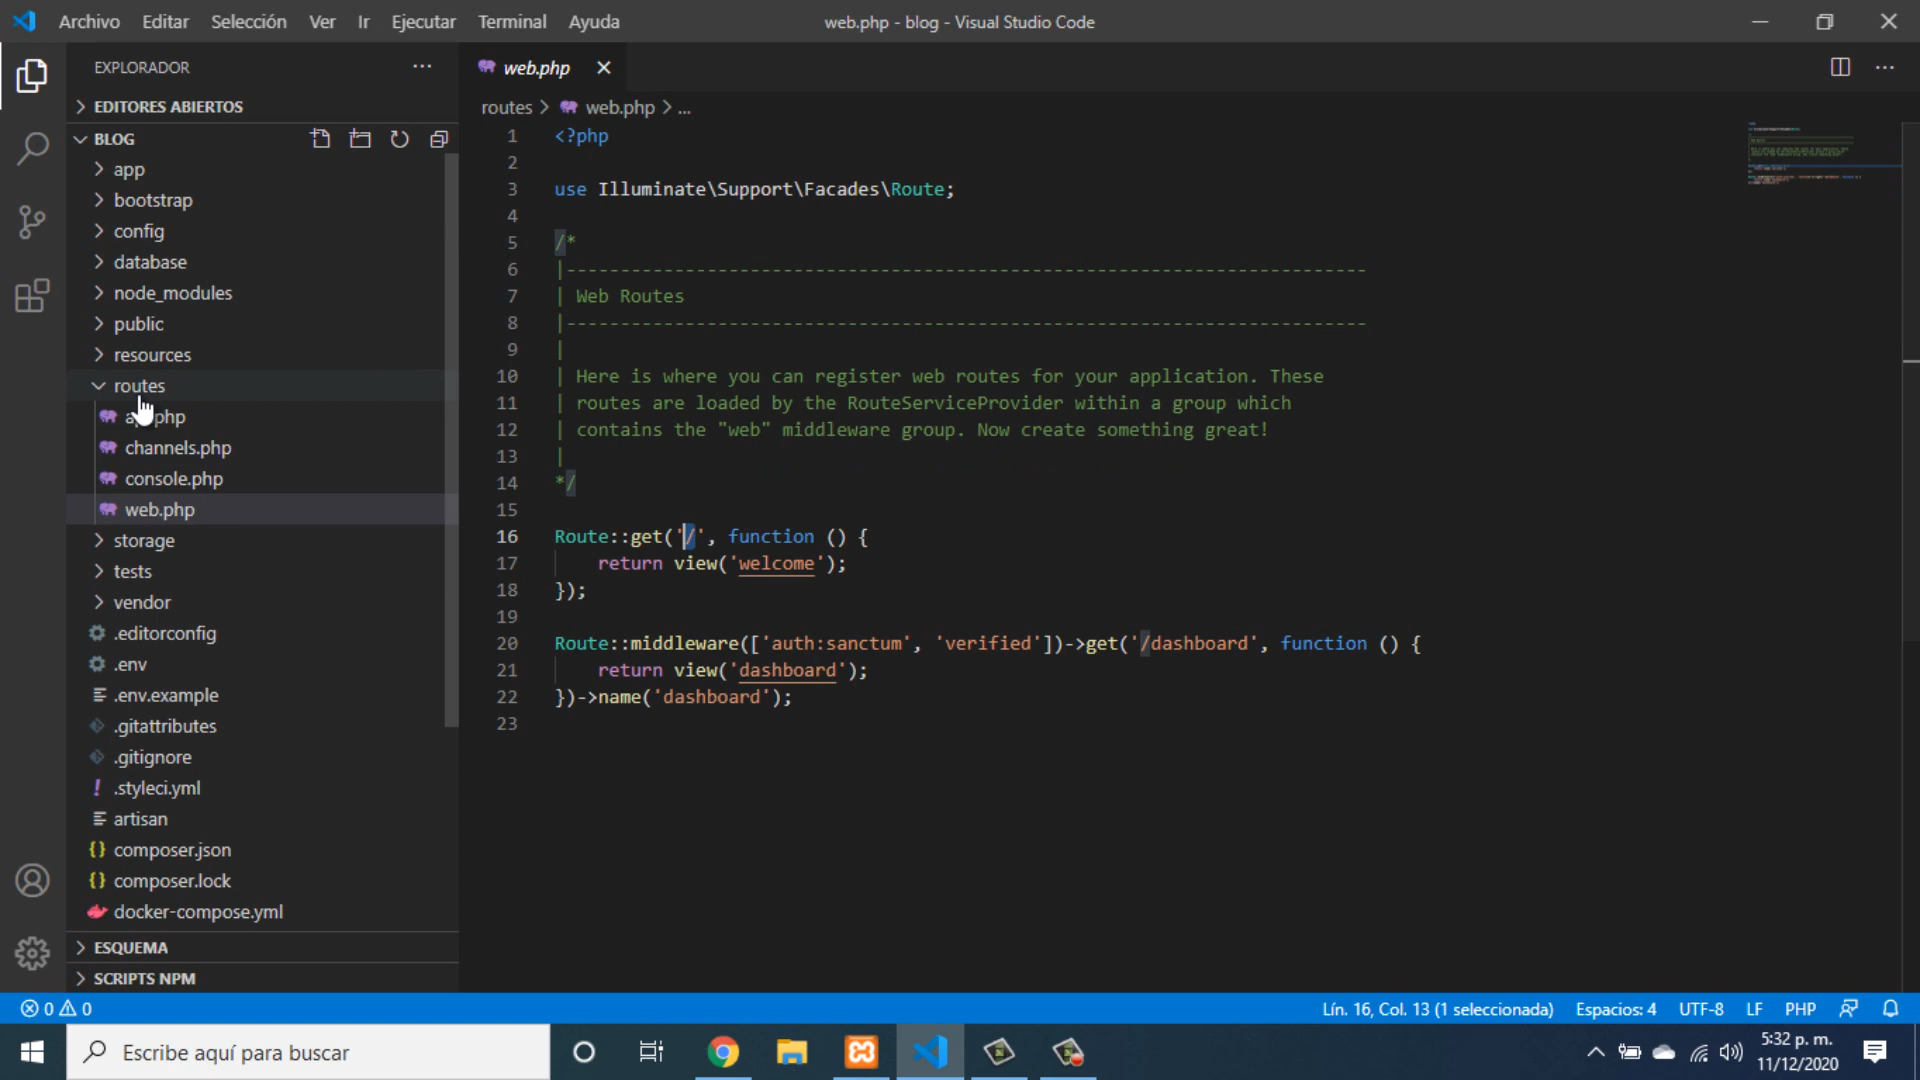 Archivo Editar Selección Ver Ir Ejecutar Terminal Ayuda
web.php - blog - Visual Studio Code
EXPLORADOR
EDITORES ABIERTOS
BLOG
app
bootstrap
config
database
node_modules
public
resources
routes
channels.php
console.php
web.php
storage
tests
vendor
.editorconfig
.env
.env.example
.gitattributes
.gitignore
.styleci.yml
artisan
composer.json
composer.lock
docker-compose.yml
ESQUEMA
SCRIPTS NPM
web.php
routes > web.php > ...
1 <?php
2
3 use Illuminate\Support\Facades\Route;
4
5 /*
6 |--------------------------------------------------------------------------
7 | Web Routes
8 |--------------------------------------------------------------------------
9 |
10 | Here is where you can register web routes for your application. These
11 | routes are loaded by the RouteServiceProvider within a group which
12 | contains the "web" middleware group. Now create something great!
13 |
14 */
15
16 Route::get('/', function () {
17 return view('welcome');
18 });
19
20 Route::middleware(['auth:sanctum', 'verified'])->get('/dashboard', function () {
21 return view('dashboard');
22 })->name('dashboard');
23
0 0
Lín. 16, Col. 13 (1 seleccionada) Espacios: 4 UTF-8 LF PHP
Escribe aquí para buscar
5:32 p. m.
11/12/2020